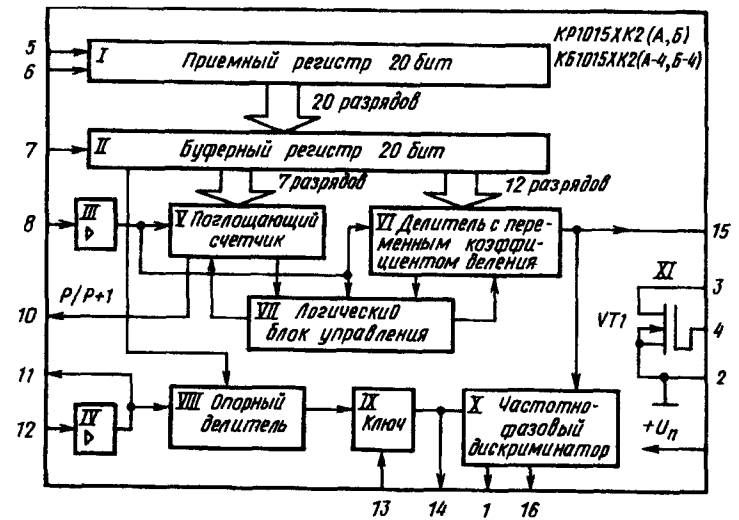 КР1015ХК2(А,Б)
КБ1015ХК2(А-4,Б-4)
5
6
I
Приемный регистр 20 бит
20 разрядов
7
II
Буферный регистр 20 бит
7 разрядов
12 разрядов
8
III
V Поглощающий
счетчик
VI Делитель с пере-
менным коэффи-
циентом деления
15
XI
3
VT1
4
2
10
P/P+1
VII Логический
блок управления
11
12
IV
VIII Опорный
делитель
IX
Ключ
X Частотно-
фазовый
дискриминатор
+Uп
13
14
1
16